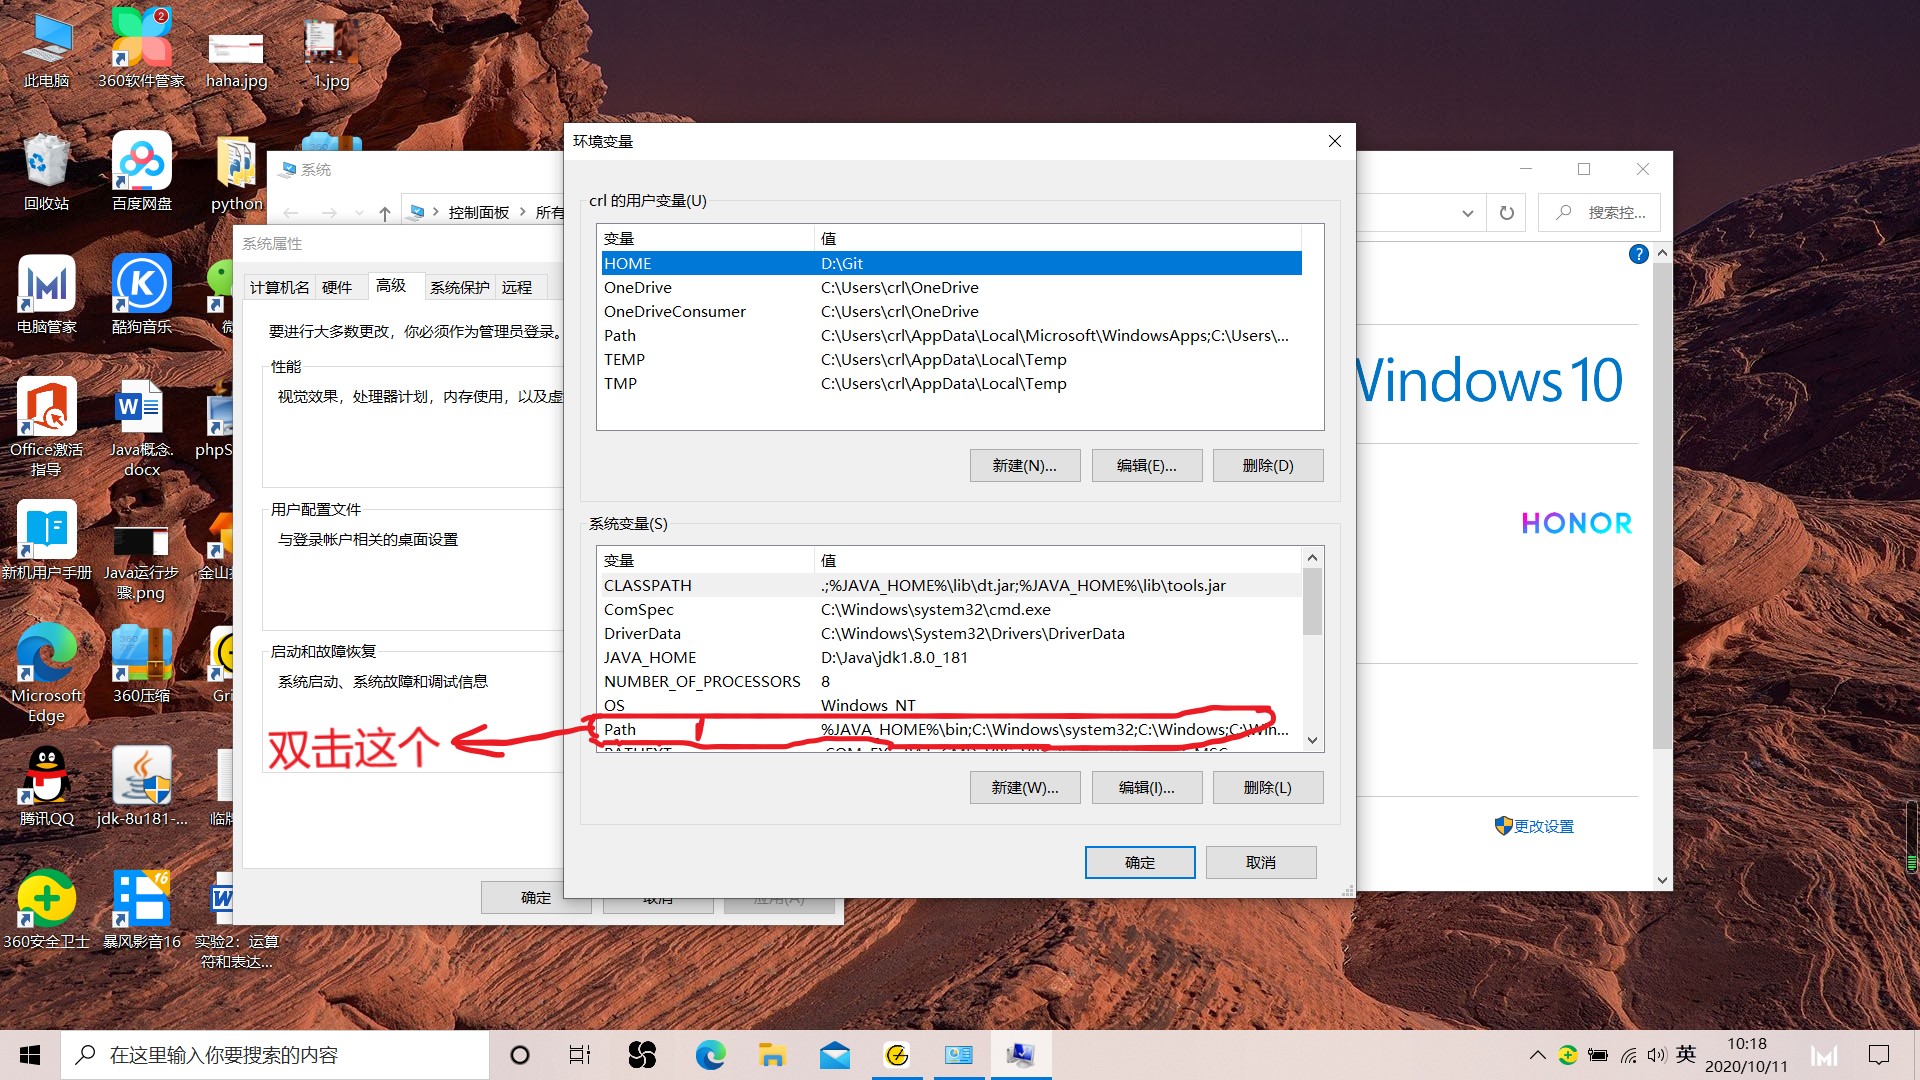 此电脑
360软件管家
2
haha.jpg
1.jpg
回收站
百度网盘
python
电脑管家
酷狗音乐
微
Office激活
指导
Java概念.
docx
phpS
新机用户手册
Java运行步
骤.png
金山
Microsoft
Edge
360压缩
Gri
腾讯QQ
jdk-8u181-...
临牌
360安全卫士
暴风影音16
实验2：运算
符和表达...
系统
控制面板
所有
搜索控...
Windows 10
HONOR
更改设置
系统属性
计算机名
硬件
高级
系统保护
远程
要进行大多数更改，你必须作为管理员登录。
性能
视觉效果，处理器计划，内存使用，以及虚
用户配置文件
与登录帐户相关的桌面设置
启动和故障恢复
系统启动、系统故障和调试信息
双击这个
确定
取消
应用(A)
环境变量
crl 的用户变量(U)
变量 值
HOME D:\Git
OneDrive C:\Users\crl\OneDrive
OneDriveConsumer C:\Users\crl\OneDrive
Path C:\Users\crl\AppData\Local\Microsoft\WindowsApps;C:\Users\...
TEMP C:\Users\crl\AppData\Local\Temp
TMP C:\Users\crl\AppData\Local\Temp
新建(N)... 编辑(E)... 删除(D)
系统变量(S)
变量 值
CLASSPATH .;%JAVA_HOME%\lib\dt.jar;%JAVA_HOME%\lib\tools.jar
ComSpec C:\Windows\system32\cmd.exe
DriverData C:\Windows\System32\Drivers\DriverData
JAVA_HOME D:\Java\jdk1.8.0_181
NUMBER_OF_PROCESSORS 8
OS Windows_NT
Path %JAVA_HOME%\bin;C:\Windows\system32;C:\Windows;C:\Win...
PATHEXT
新建(W)... 编辑(I)... 删除(L)
确定 取消
在这里输入你要搜索的内容
英
10:18
2020/10/11